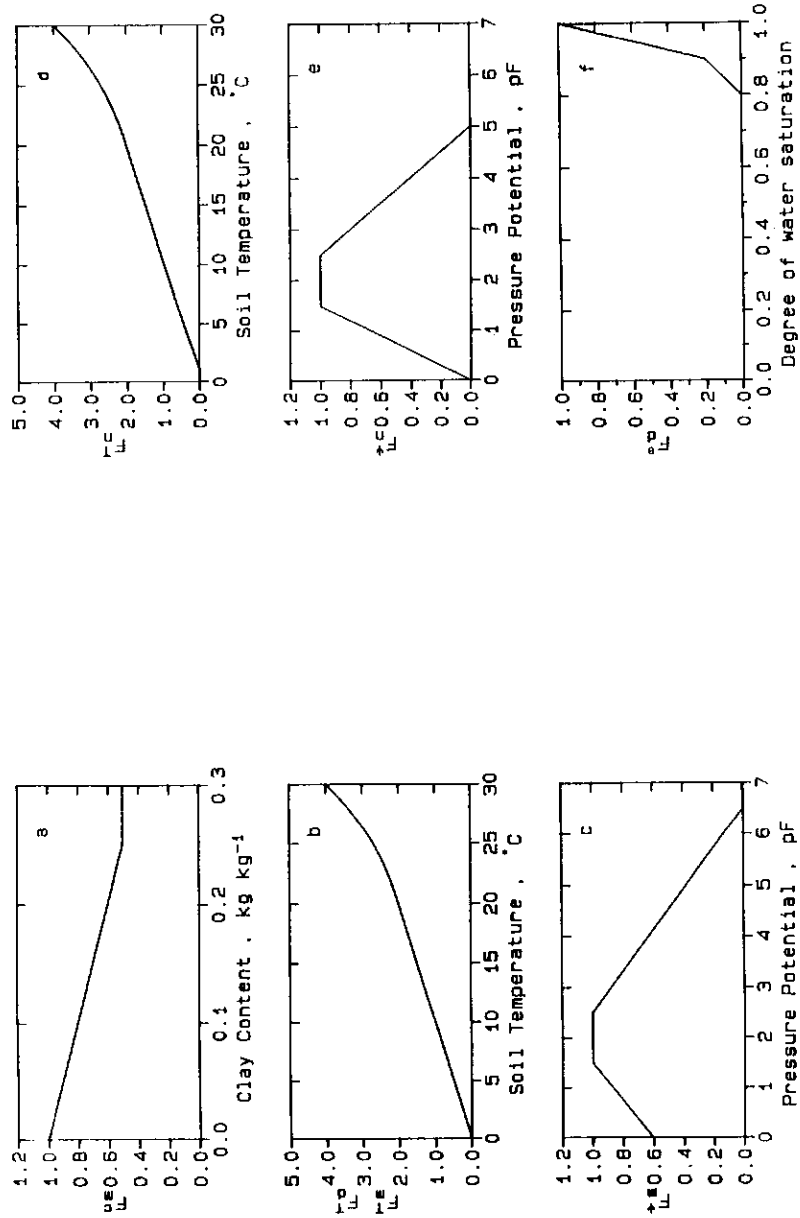 1.2
1.0
0.8
0.6
0.4
0.2
0.0
a
0.0 0.1 0.2 0.3
Clay Content, kg kg⁻¹
5.0
4.0
3.0
2.0
1.0
0.0
b
0 5 10 15 20 25 30
Soil Temperature, °C
1.2
1.0
0.8
0.6
0.4
0.2
0.0
c
0 1 2 3 4 5 6 7
Pressure Potential, pF
5.0
4.0
3.0
2.0
1.0
0.0
d
0 5 10 15 20 25 30
Soil Temperature, °C
1.2
1.0
0.8
0.6
0.4
0.2
0.0
e
0 1 2 3 4 5 6 7
Pressure Potential, pF
1.0
0.8
0.6
0.4
0.2
0.0
f
0.0 0.2 0.4 0.6 0.8 1.0
Degree of water saturation